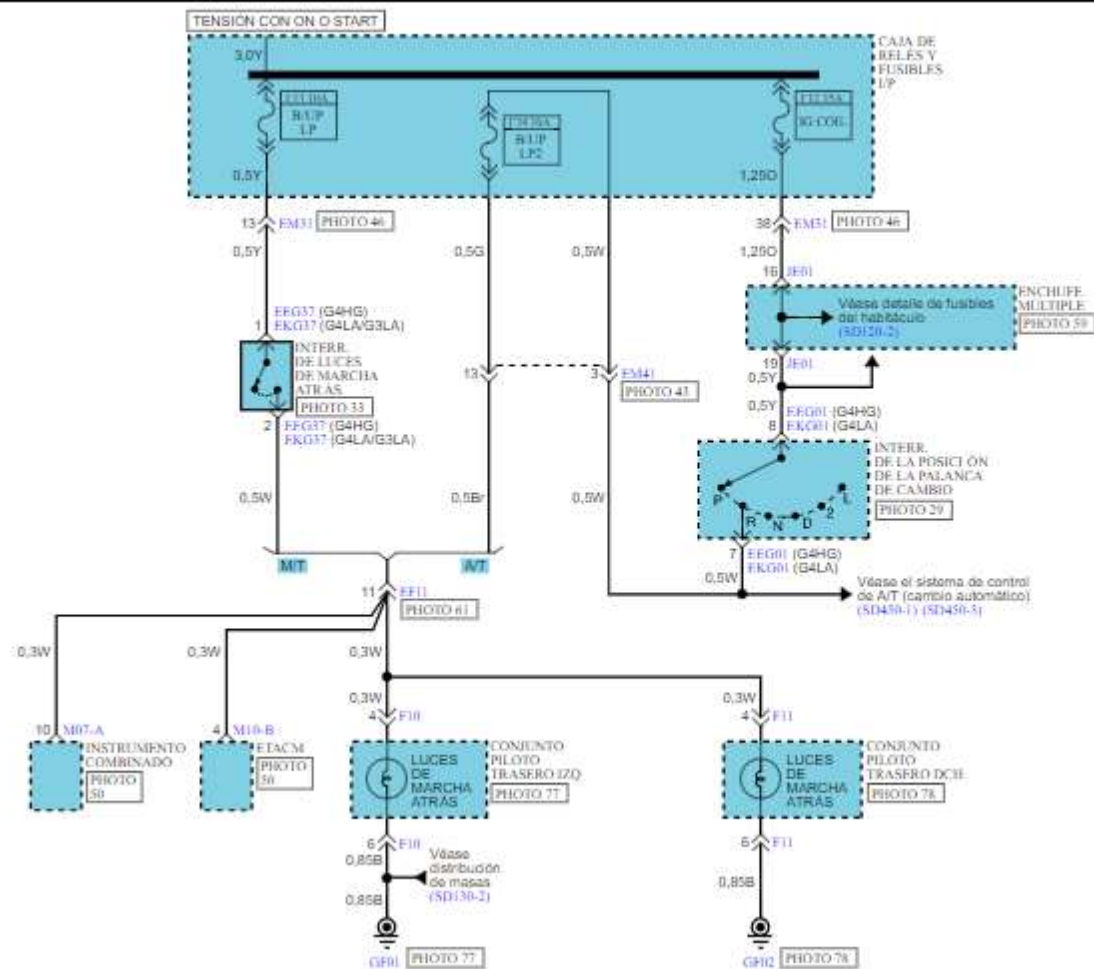 TENSIÓN CON ON O START
CAJA DE
RELÉS Y
FUSIBLES
I/P
3,0Y
B/UP
LP
B/UP
LP2
0,5Y
1,25O
13
EM31
PHOTO 46
38
EM31
PHOTO 46
0,5Y
0,5G
0,5W
1,25O
16
JE01
ENCHUFE
MÚLTIPLE
PHOTO 59
Véase detalle de fusibles
del habitáculo
(SD120-2)
EEG37 (G4HG)
1
EKG37 (G4LA/G3LA)
INTERR.
DE LUCES
DE MARCHA
ATRÁS
PHOTO 33
2
EEG37 (G4HG)
EKG37 (G4LA/G3LA)
13
3
EM41
PHOTO 43
19
JE01
0,5Y
0,5Y
EEG01 (G4HG)
8
EKG01 (G4LA)
INTERR.
DE LA POSICIÓN
DE LA PALANCA
DE CAMBIO
PHOTO 29
P
R
N
D
2
L
0,5W
0,5Br
0,5W
7
EEG01 (G4HG)
EKG01 (G4LA)
0,5W
M/T
A/T
Véase el sistema de control
de A/T (cambio automático)
(SD450-1) (SD450-3)
11
EF11
PHOTO 61
0,3W
0,3W
0,3W
0,3W
0,3W
10
M07-A
4
M10-B
4
F10
4
F11
INSTRUMENTO
COMBINADO
PHOTO
50
ETACM
PHOTO
50
LUCES
DE
MARCHA
ATRÁS
CONJUNTO
PILOTO
TRASERO IZQ
PHOTO 77
LUCES
DE
MARCHA
ATRÁS
CONJUNTO
PILOTO
TRASERO DCH.
PHOTO 78
6
F10
6
F11
0,85B
Véase
distribución
de masas
(SD130-2)
0,85B
0,85B
GF01
PHOTO 77
GF02
PHOTO 78